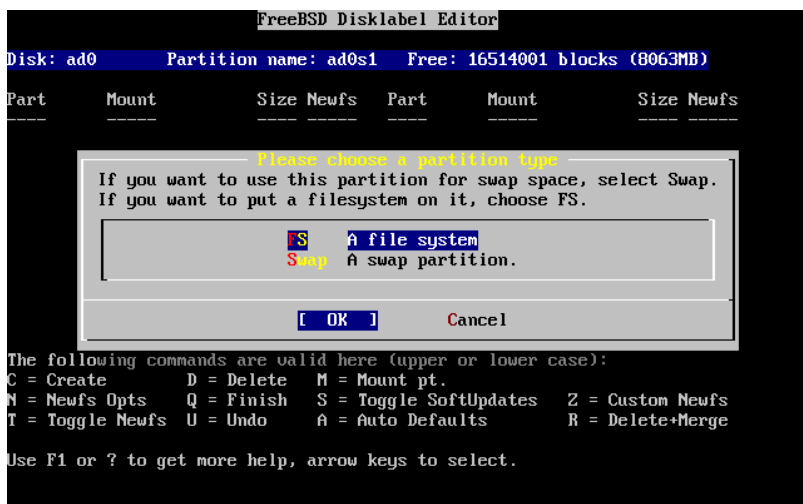 FreeBSD Disklabel Editor
Disk: ad0 Partition name: ad0s1 Free: 16514001 blocks (8063MB)
Part Mount Size Newfs Part Mount Size Newfs
---- ----- ---- ----- ---- ----- ---- -----
Please choose a partition type
If you want to use this partition for swap space, select Swap.
If you want to put a filesystem on it, choose FS.
FS A file system
Swap A swap partition.
[ OK ] Cancel
The following commands are valid here (upper or lower case):
C = Create D = Delete M = Mount pt.
N = Newfs Opts Q = Finish S = Toggle SoftUpdates Z = Custom Newfs
T = Toggle Newfs U = Undo A = Auto Defaults R = Delete+Merge
Use F1 or ? to get more help, arrow keys to select.